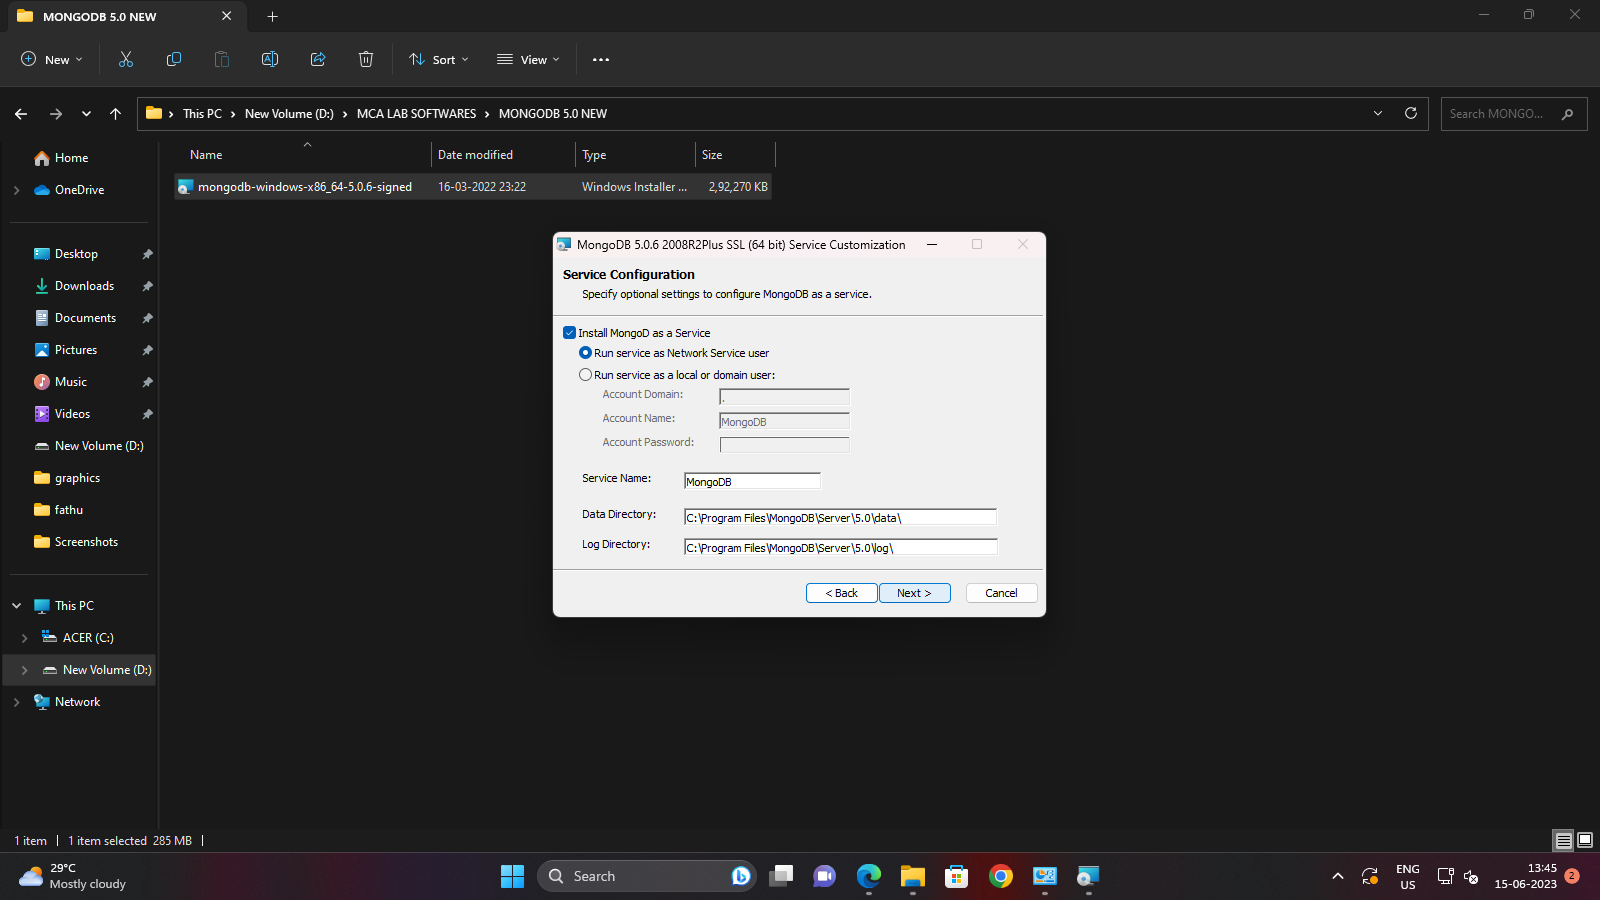 MONGODB 5.0 NEW
New
Sort
View
This PC
New Volume (D:)
MCA LAB SOFTWARES
MONGODB 5.0 NEW
Search MONGO...
Name
Date modified
Type
Size
mongodb-windows-x86_64-5.0.6-signed
16-03-2022 23:22
Windows Installer ...
2,92,270 KB
Home
OneDrive
Desktop
Downloads
Documents
Pictures
Music
Videos
New Volume (D:)
graphics
fathu
Screenshots
This PC
ACER (C:)
New Volume (D:)
Network
MongoDB 5.0.6 2008R2Plus SSL (64 bit) Service Customization
Service Configuration
Specify optional settings to configure MongoDB as a service.
Install MongoD as a Service
Run service as Network Service user
Run service as a local or domain user:
Account Domain:
.
Account Name:
MongoDB
Account Password:
Service Name:
MongoDB
Data Directory:
C:\Program Files\MongoDB\Server\5.0\data\
Log Directory:
C:\Program Files\MongoDB\Server\5.0\log\
< Back
Next >
Cancel
1 item
1 item selected 285 MB
29°C
Mostly cloudy
Search
ENG
US
13:45
15-06-2023
2